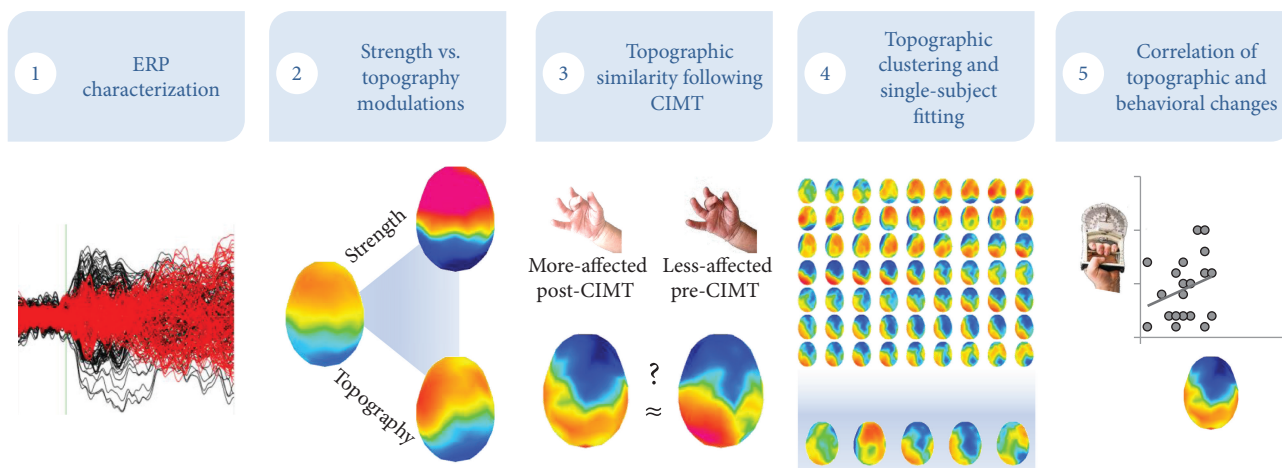 1
ERP
characterization
2
Strength vs.
topography
modulations
3
Topographic
similarity following
CIMT
4
Topographic
clustering and
single-subject
fitting
5
Correlation of
topographic and
behavioral changes
Strength
Topography
More-affected
post-CIMT
Less-affected
pre-CIMT
?
≈